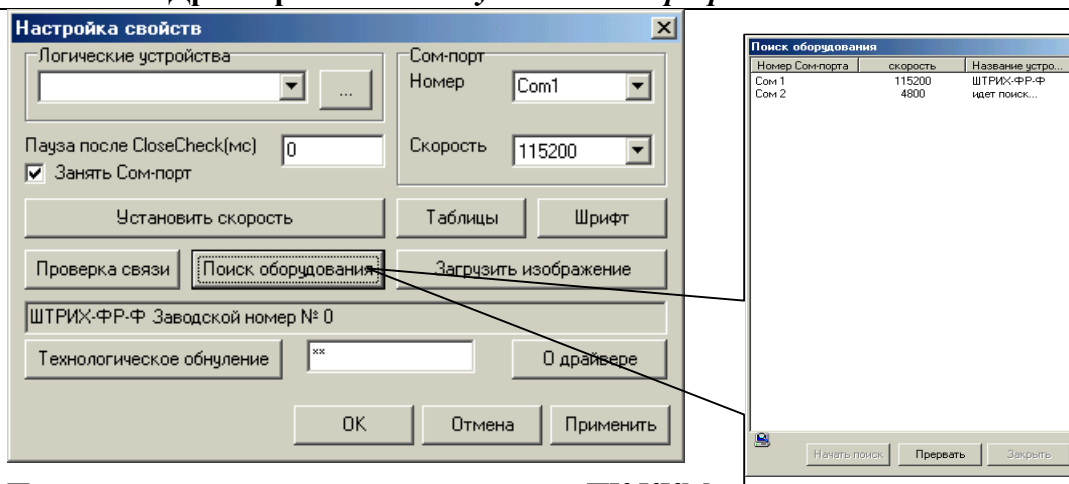 Настройка свойств
Логические устройства
...
Пауза после CloseCheck(мс) 0
Занять Сом-порт
Сом-порт
Номер Com1
Скорость 115200
Установить скорость
Таблицы
Шрифт
Проверка связи
Поиск оборудования
Загрузить изображение
ШТРИХ-ФР-Ф Заводской номер № 0
Технологическое обнуление
**
О драйвере
OK
Отмена
Применить
Поиск оборудования
Номер Сом-порта скорость Название устро...
Сом 1 115200 ШТРИХ-ФР-Ф
Сом 2 4800 идет поиск...
Начать поиск
Прервать
Закрыть